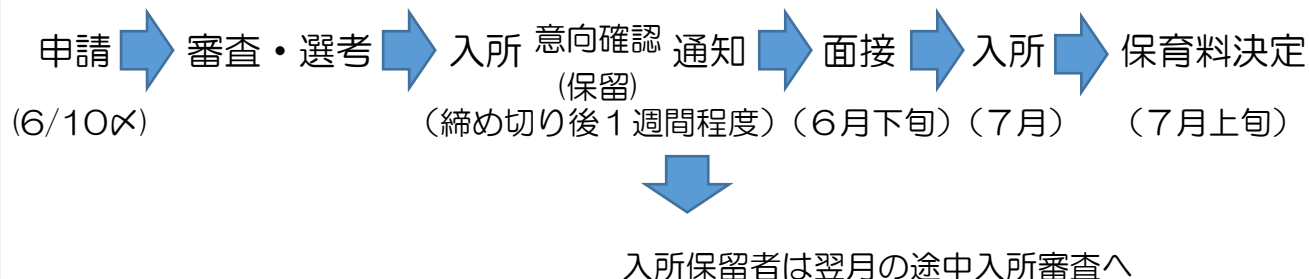 申請 審査・選考 入所 意向確認 通知 面接 入所 保育料決定
(保留)
(6/10〆) (締め切り後1週間程度) (6月下旬) (7月) (7月上旬)
入所保留者は翌月の途中入所審査へ